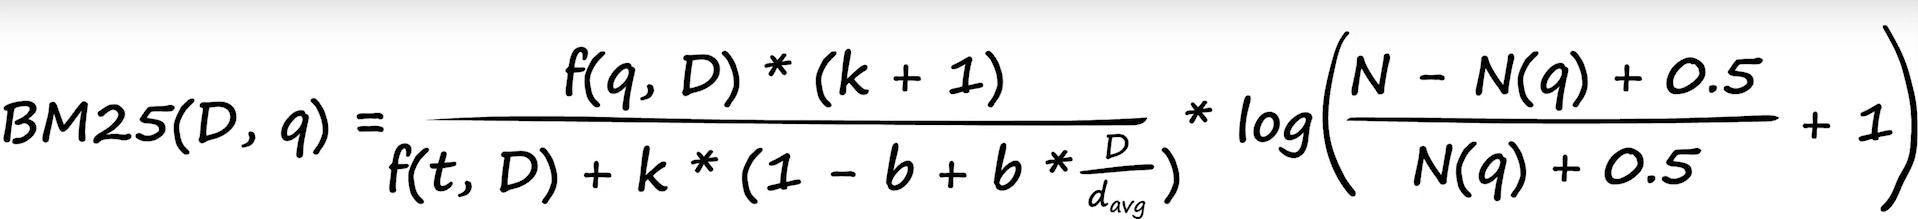 BM25(D, q) = f(q, D) * (k + 1) / f(t, D) + k * (1 - b + b * D / d_avg) * log( N - N(q) + 0.5 / N(q) + 0.5 + 1 )